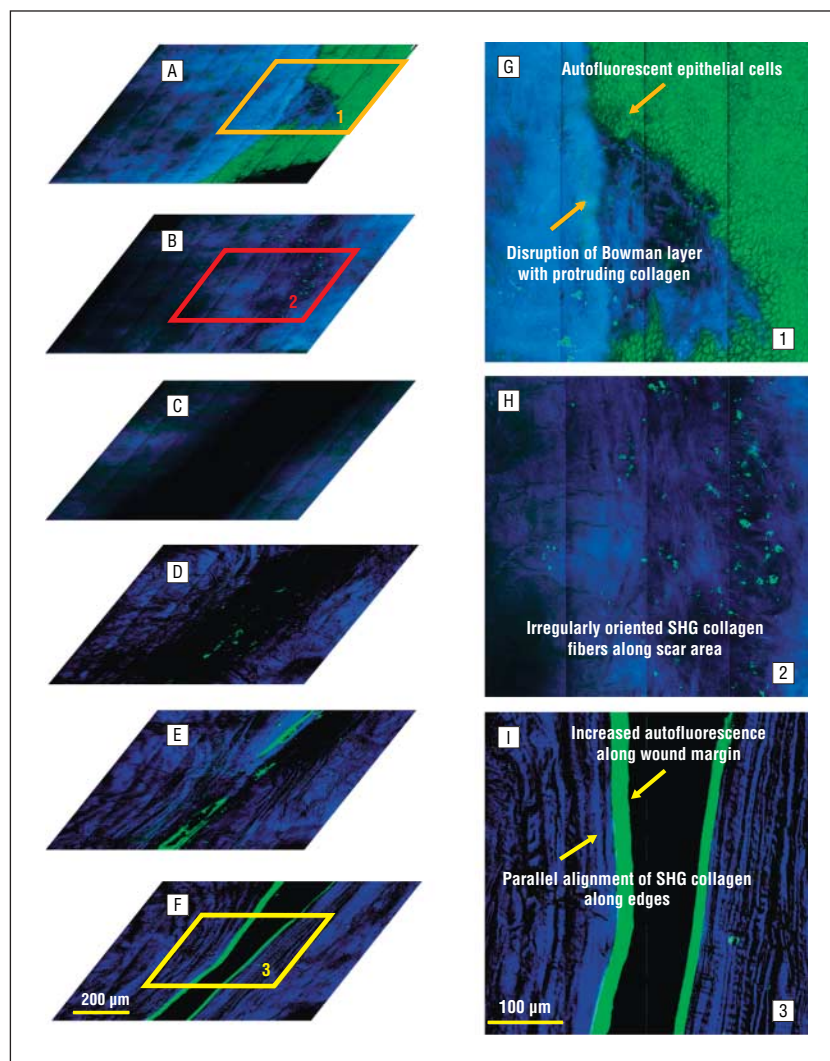 A
1
B
2
C
D
E
F
3
200 µm
G
Autofluorescent epithelial cells
Disruption of Bowman layer
with protruding collagen
1
H
Irregularly oriented SHG collagen
fibers along scar area
2
I
Increased autofluorescence
along wound margin
Parallel alignment of SHG collagen
along edges
100 µm
3